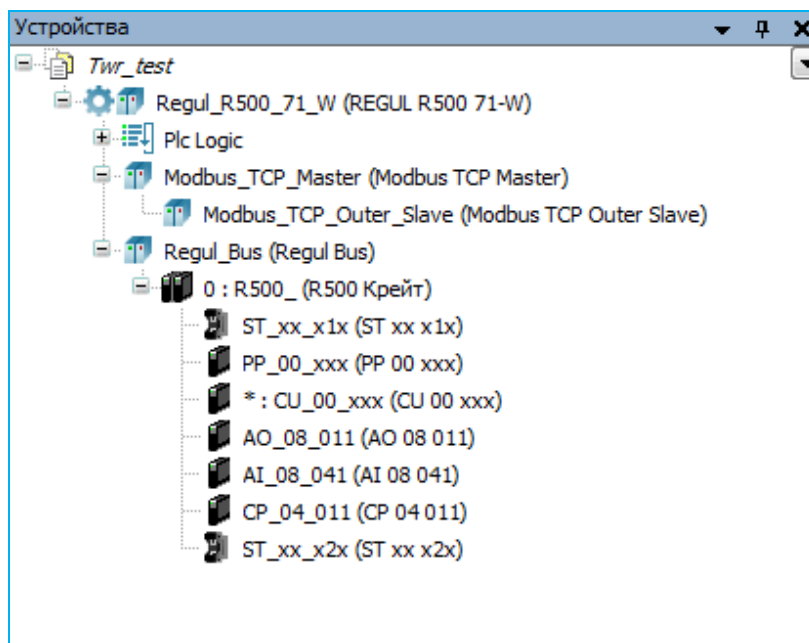 Устройства
Twr_test
Regul_R500_71_W (REGUL R500 71-W)
Plc Logic
Modbus_TCP_Master (Modbus TCP Master)
Modbus_TCP_Outer_Slave (Modbus TCP Outer Slave)
Regul_Bus (Regul Bus)
0 : R500_ (R500 Крейт)
ST_xx_x1x (ST xx x1x)
PP_00_xxx (PP 00 xxx)
* : CU_00_xxx (CU 00 xxx)
AO_08_011 (AO 08 011)
AI_08_041 (AI 08 041)
CP_04_011 (CP 04 011)
ST_xx_x2x (ST xx x2x)